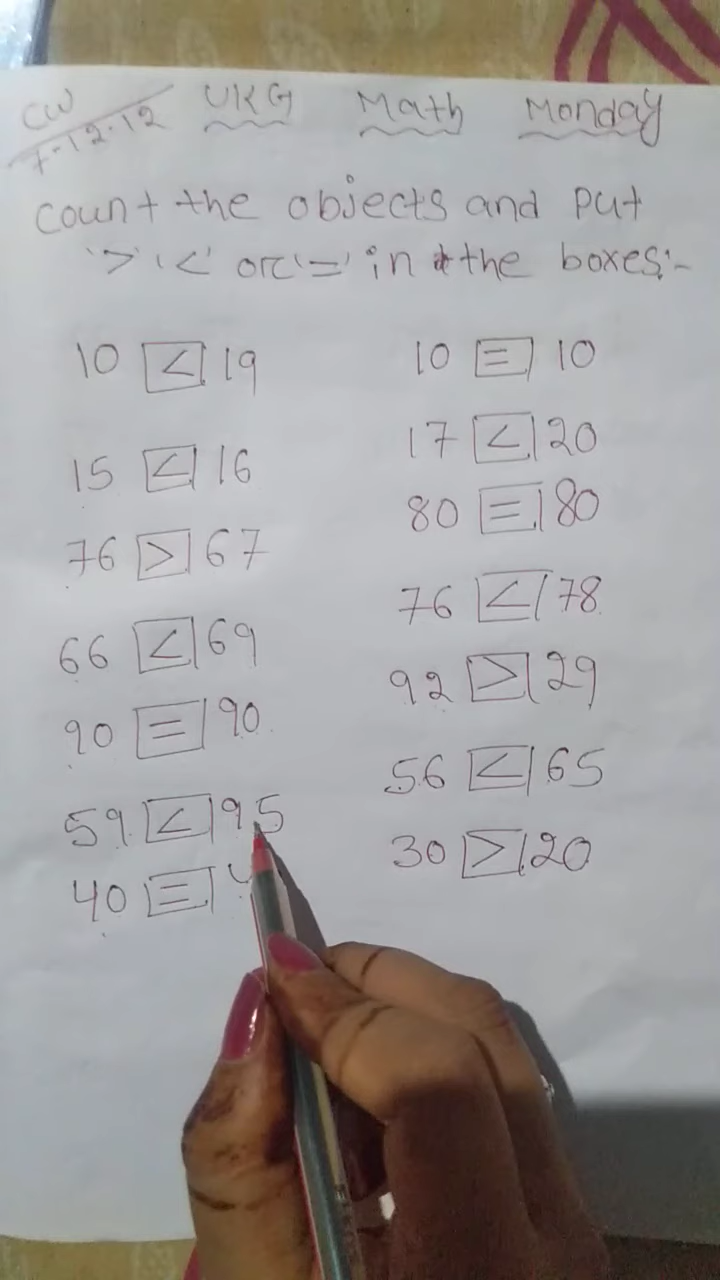 CW UKG Math Monday
7-12-12
count the objects and put
'>' '<' or '=' in the boxes:-
10 < 19 10 = 10
15 < 16 17 < 20
76 > 67 80 = 80
66 < 69 76 < 78
90 = 90 92 > 29
59 < 95 56 < 65
40 = 30 > 20